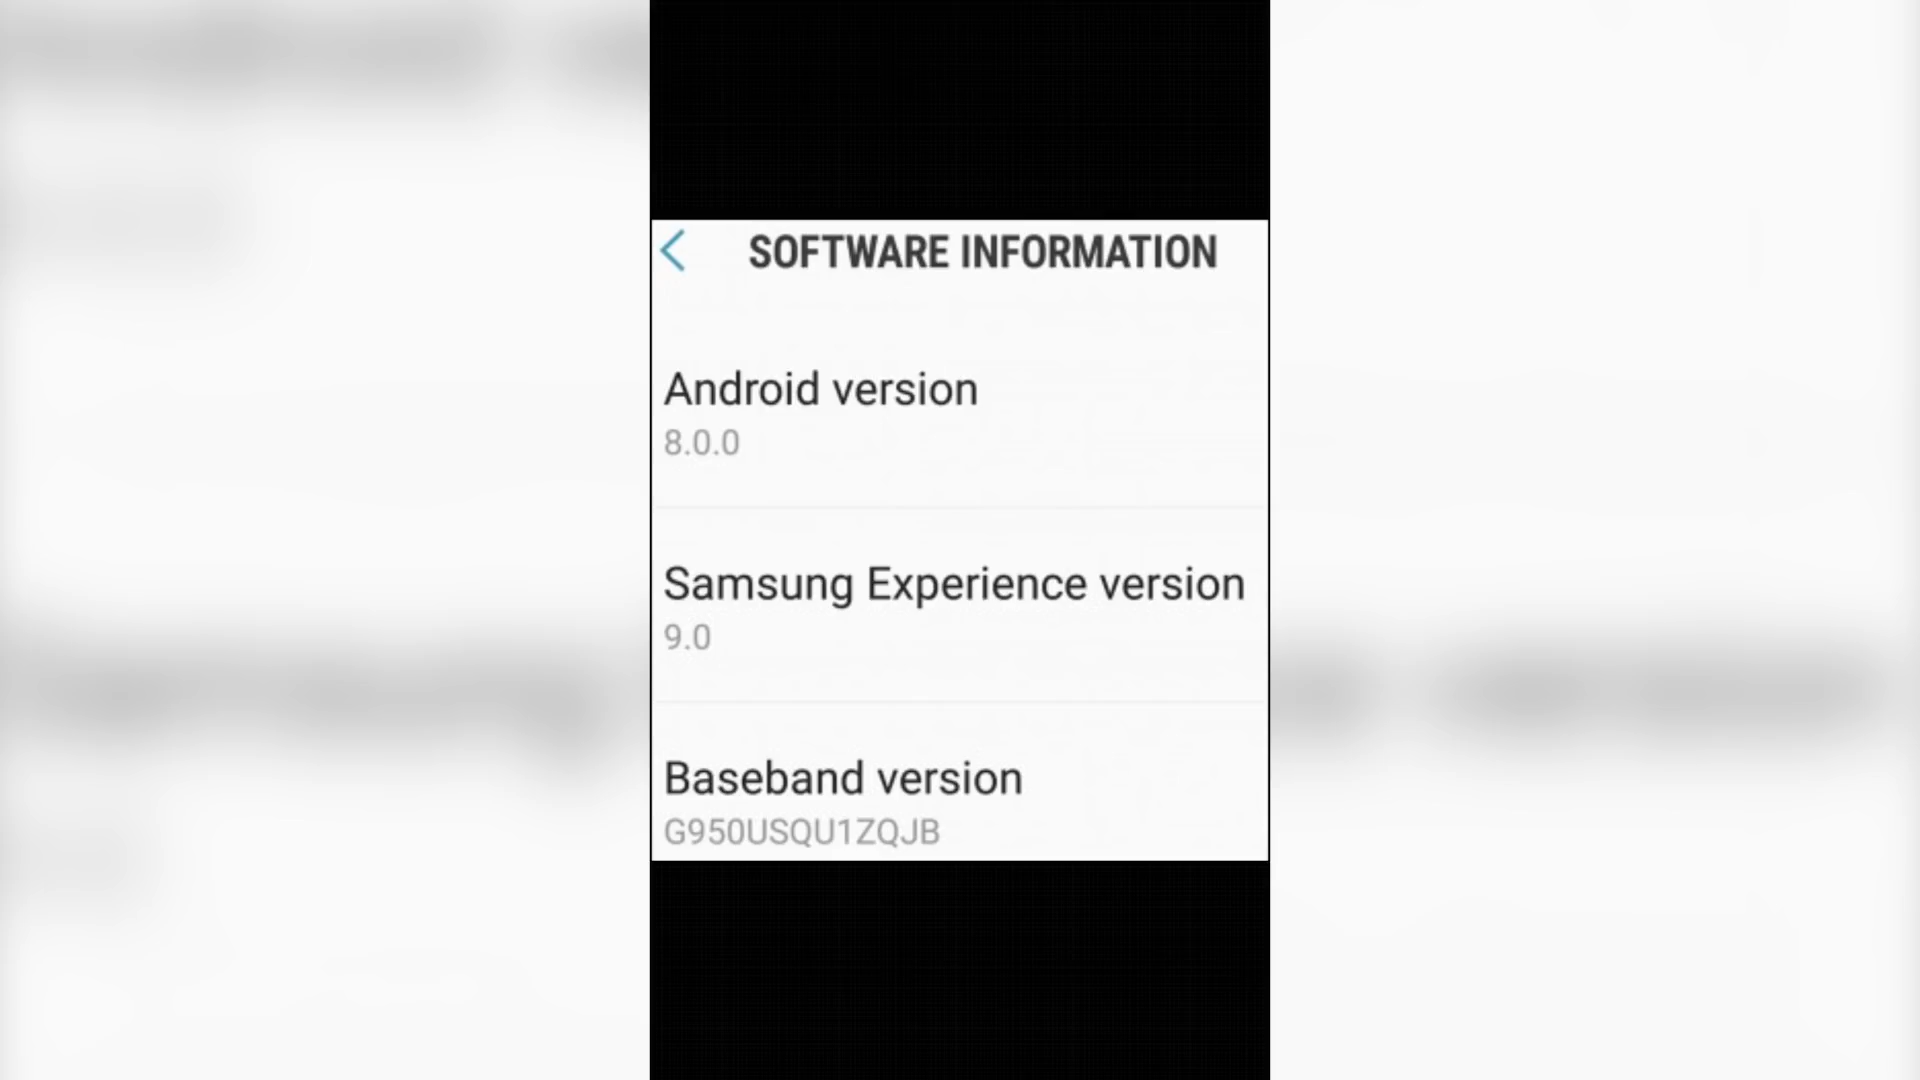 SOFTWARE INFORMATION
Android version
8.0.0
Samsung Experience version
9.0
Baseband version
G950USQU1ZQJB